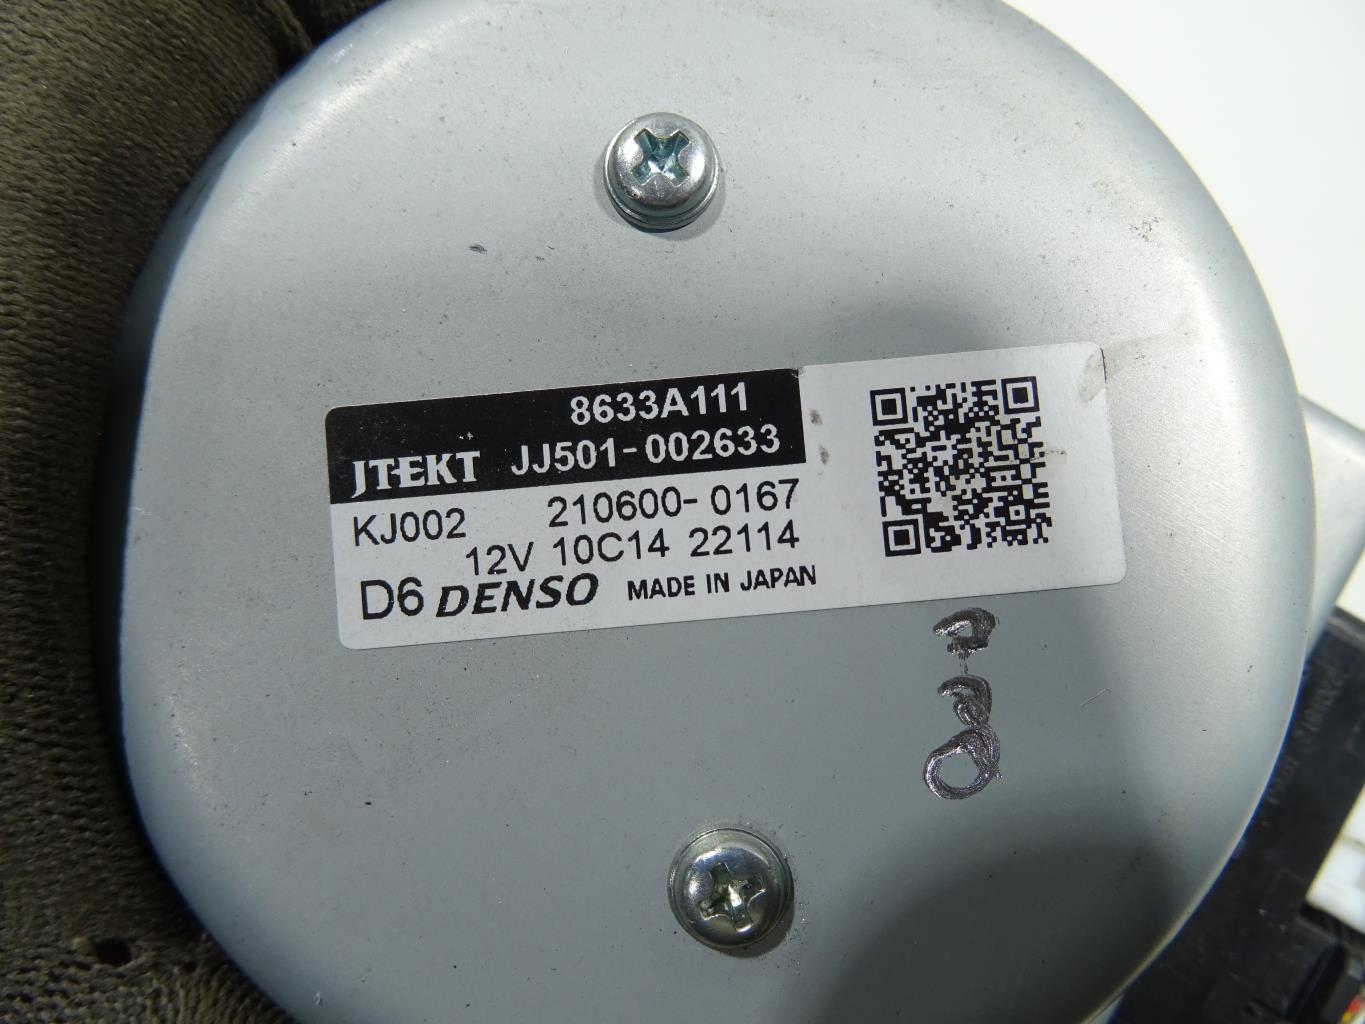 8633A111
JTEKT JJ501-002633
KJ002 210600-0167
12V 10C14 22114
D6 DENSO MADE IN JAPAN